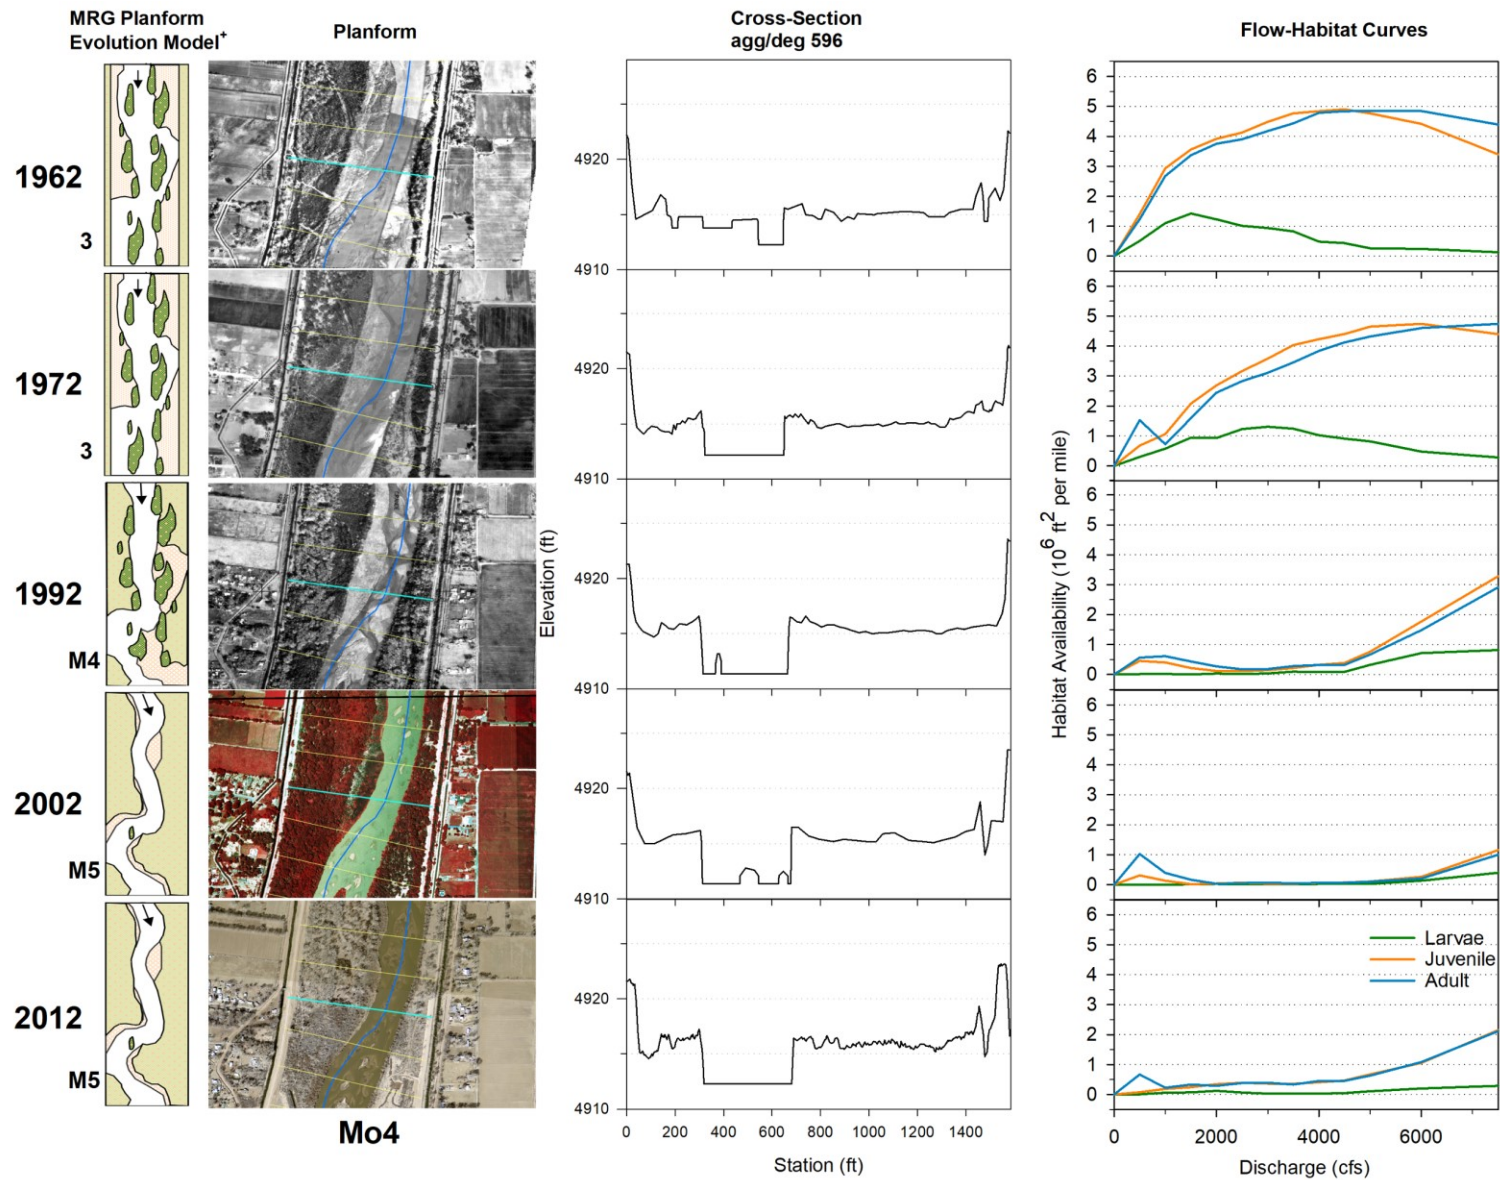 MRG Planform
Evolution Model+
Planform
Cross-Section
agg/deg 596
Flow-Habitat Curves
1962
3
4920
4910
6
5
4
3
2
1
0
1972
3
4920
4910
6
5
4
3
2
1
0
1992
M4
4920
4910
6
5
4
3
2
1
0
2002
M5
4920
4910
6
5
4
3
2
1
0
2012
M5
4920
4910
6
5
4
3
2
1
0
Elevation (ft)
Habitat Availability (10⁶ ft² per mile)
Larvae
Juvenile
Adult
0 200 400 600 800 1000 1200 1400
0 2000 4000 6000
Mo4
Station (ft)
Discharge (cfs)